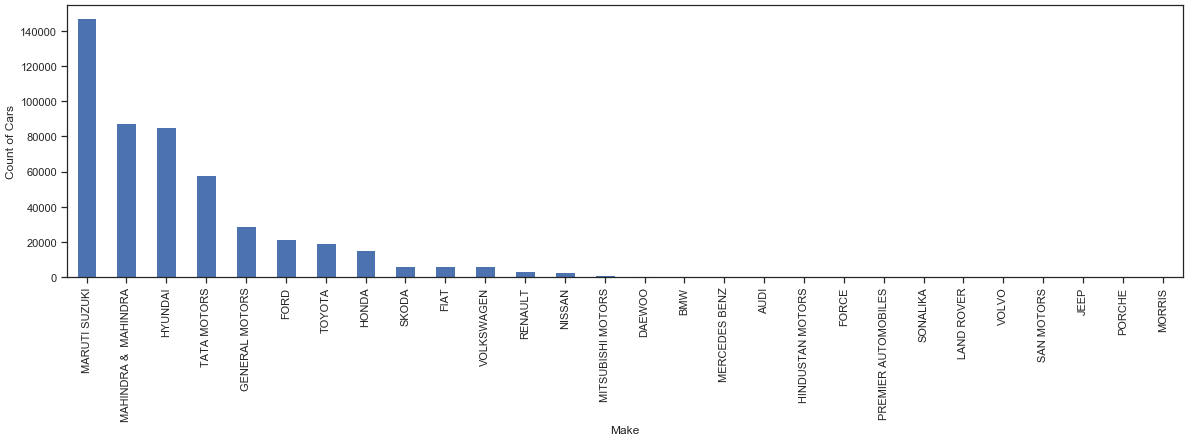 140000
120000
100000
80000
60000
40000
20000
0
Count of Cars
MARUTI SUZUKI
MAHINDRA &  MAHINDRA
HYUNDAI
TATA MOTORS
GENERAL MOTORS
FORD
TOYOTA
HONDA
SKODA
FIAT
VOLKSWAGEN
RENAULT
NISSAN
MITSUBISHI MOTORS
DAEWOO
BMW
MERCEDES BENZ
AUDI
HINDUSTAN MOTORS
FORCE
PREMIER AUTOMOBILES
SONALIKA
LAND ROVER
VOLVO
SAN MOTORS
JEEP
PORCHE
MORRIS
Make